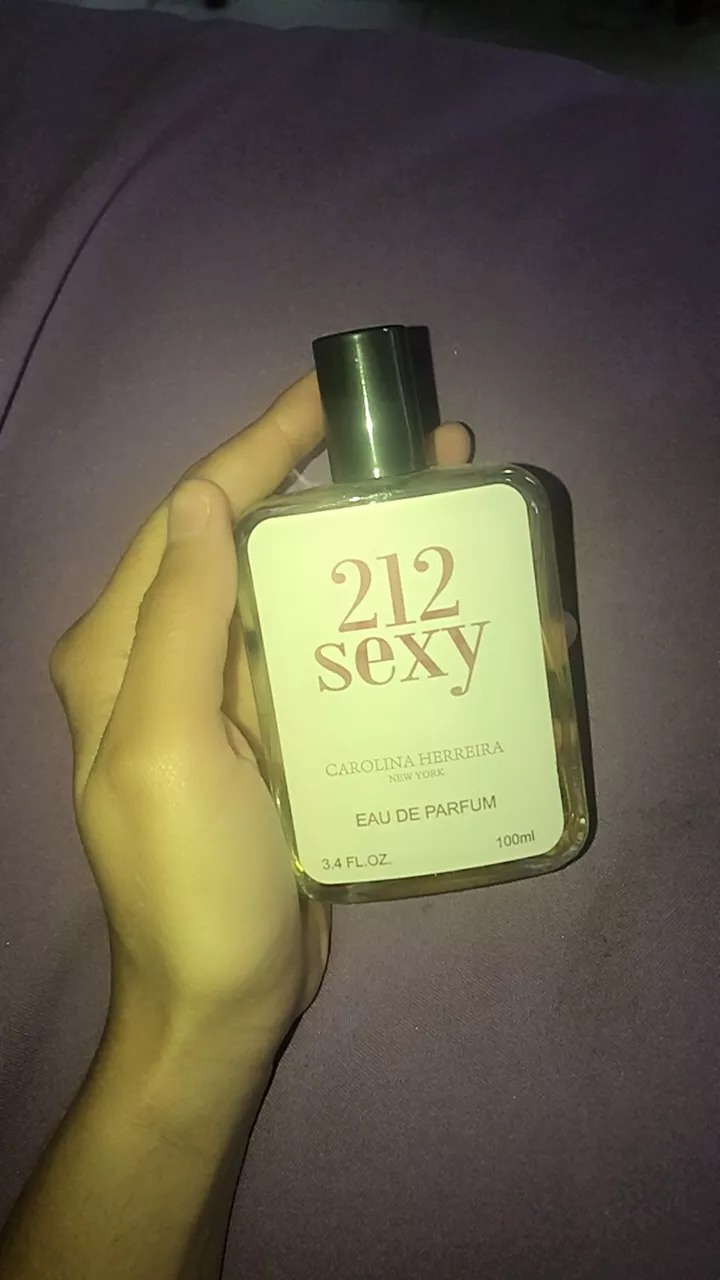 212
sexy
CAROLINA HERREIRA
NEW YORK
EAU DE PARFUM
3.4 FL.OZ. 100ml